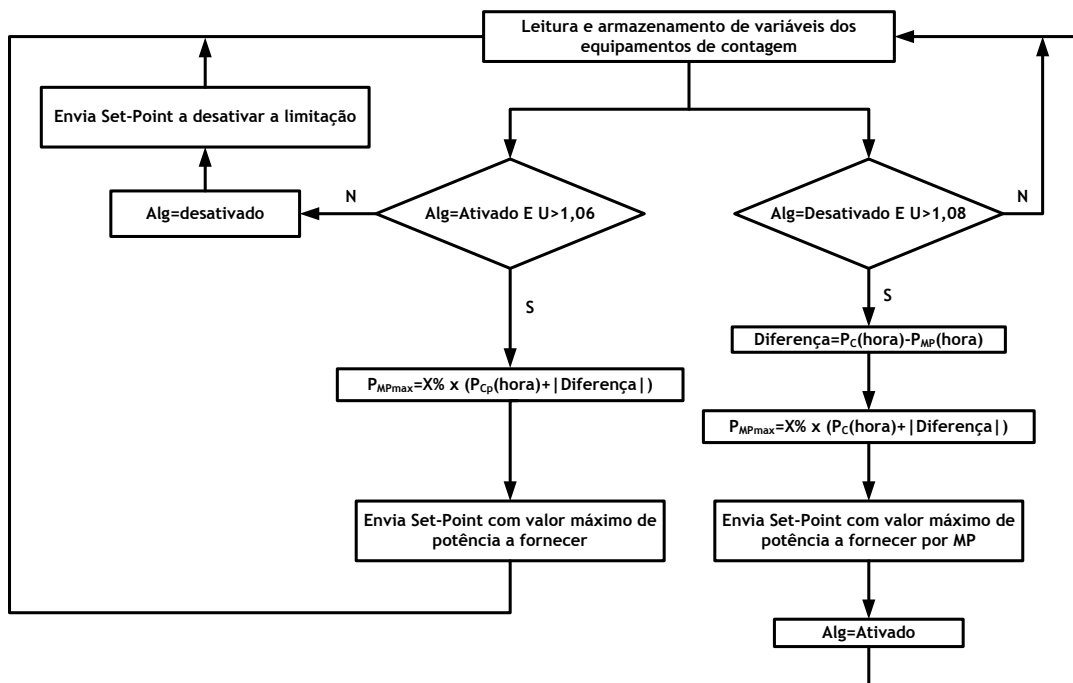 Leitura e armazenamento de variáveis dos
equipamentos de contagem
Envia Set-Point a desativar a limitação
Alg=desativado
N
Alg=Ativado E U>1,06
Alg=Desativado E U>1,08
N
S
S
Diferença=PC(hora)-PMP(hora)
PMPmax=X% x (PCp(hora)+|Diferença|)
PMPmax=X% x (PC(hora)+|Diferença|)
Envia Set-Point com valor máximo de
potência a fornecer
Envia Set-Point com valor máximo de
potência a fornecer por MP
Alg=Ativado